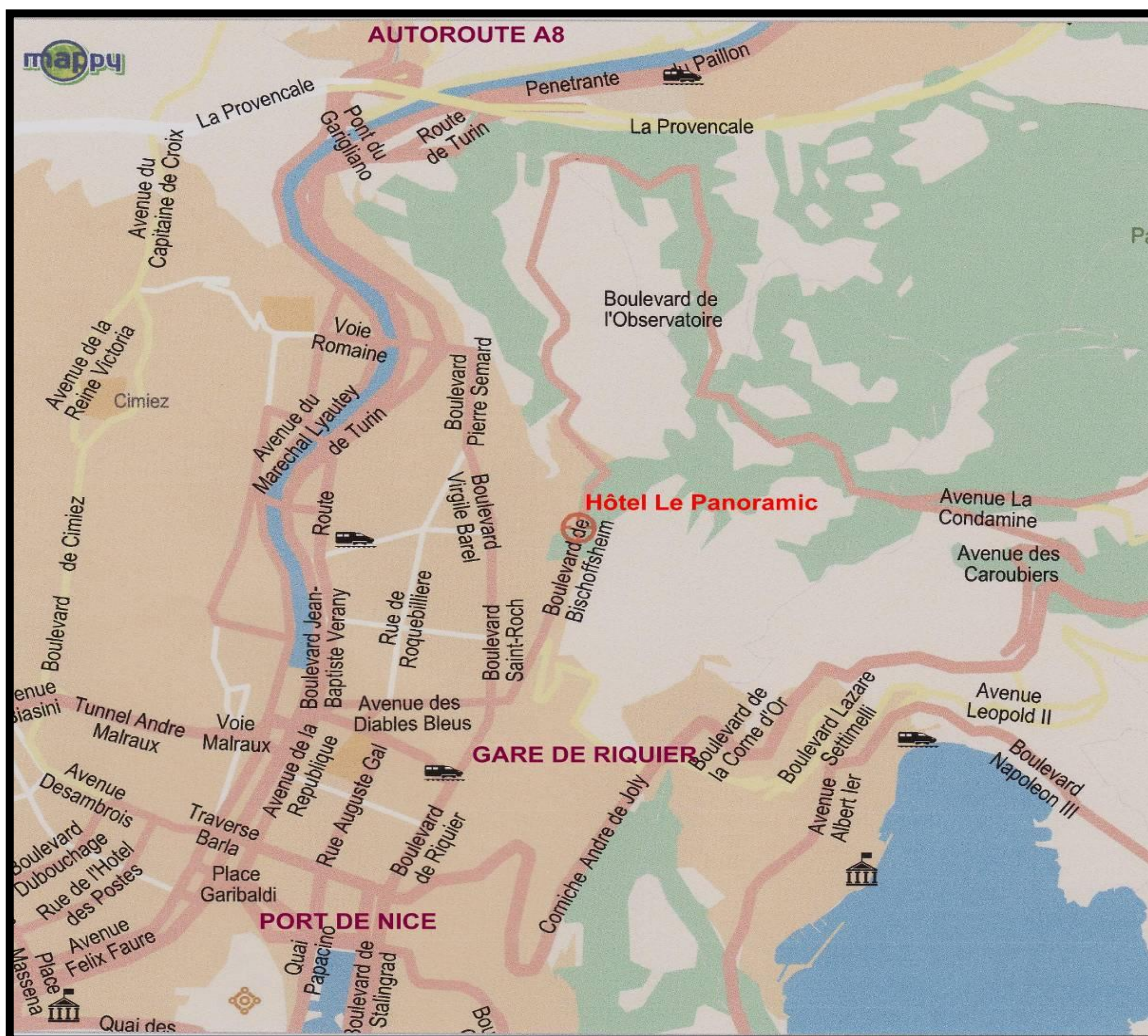 AUTOROUTE A8
mappy
du Paillon
Penetrante
La Provencale
Pont du
Garigliano
Route
de Turin
La Provencale
Avenue du
Capitaine de Croix
Boulevard de
l'Observatoire
Voie
Romaine
Avenue de la
Reine Victoria
Boulevard
Pierre Semard
Cimiez
Avenue du
Marechal Lyautey
de Turin
Route
Boulevard
Virgile Barel
Hôtel Le Panoramic
Avenue La
Condamine
Boulevard de
Bischoffsheim
Avenue des
Caroubiers
de Cimiez
Boulevard
Rue de
Roquebilliere
Boulevard Jean-
Baptiste Verany
Boulevard
Saint-Roch
Avenue des
Diables Bleus
Avenue
Leopold II
enue
Biasini
Tunnel Andre
Malraux
Voie
Malraux
Avenue de la
Republique
GARE DE RIQUIER
Boulevard de
la Corne d'Or
Boulevard Lazare
Settimelli
Boulevard
Napoleon III
Avenue
Desambrois
Rue Auguste Gal
Avenue
Albert Ier
Boulevard
de Riquier
Corniche Andre de Joly
Traverse
Barla
Boulevard
Dubouchage
Rue de l'Hotel
des Postes
Place
Garibaldi
PORT DE NICE
Avenue
Felix Faure
Place
Massena
Quai
Papacino
Boulevard de
Stalingrad
Quai des
Bou
Pa